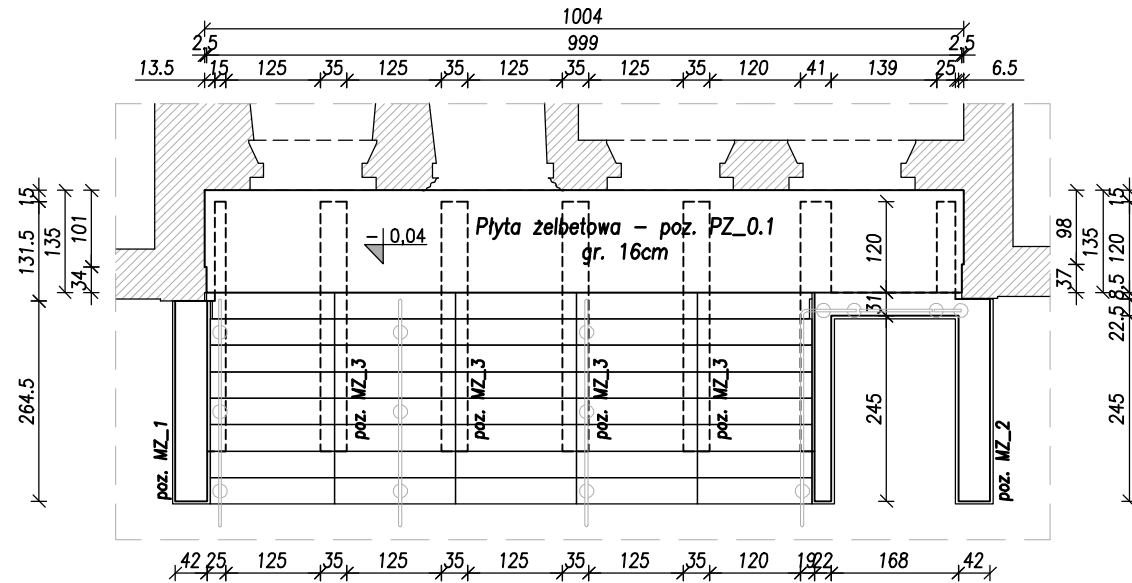 1004
2,5 999 2,5
13.5 15 125 35 125 35 125 35 125 35 120 41 139 25 6.5
15
131.5
264.5
135
101
34
-0,04
Płyta żelbetowa – poz. PZ_0.1
gr. 16cm
120
31
245
98
37
135
15
120
8.5
22.5
245
poz. MZ_1
poz. MZ_3
poz. MZ_3
poz. MZ_3
poz. MZ_3
poz. MZ_2
42 25 125 35 125 35 125 35 125 35 120 19 22 168 42